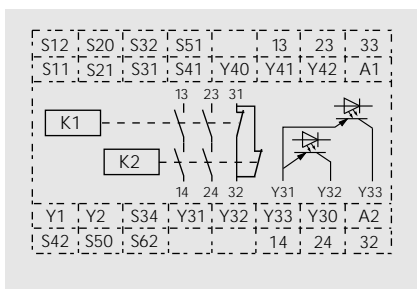 S12 S20 S32 S51 13 23 33
S11 S21 S31 S41 Y40 Y41 Y42 A1
13 23 31
K1
K2
14 24 32 Y31 Y32 Y33
Y1 Y2 S34 Y31 Y32 Y33 Y30 A2
S42 S50 S62 14 24 32